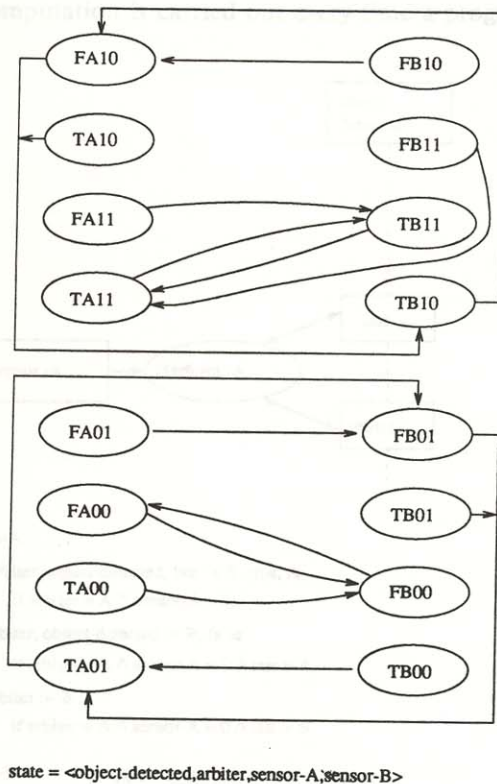 FA10 FB10
TA10 FB11
FA11 TB11
TA11 TB10
FA01 FB01
FA00 TB01
TA00 FB00
TA01 TB00
state = <object-detected,arbiter,sensor-A,sensor-B>